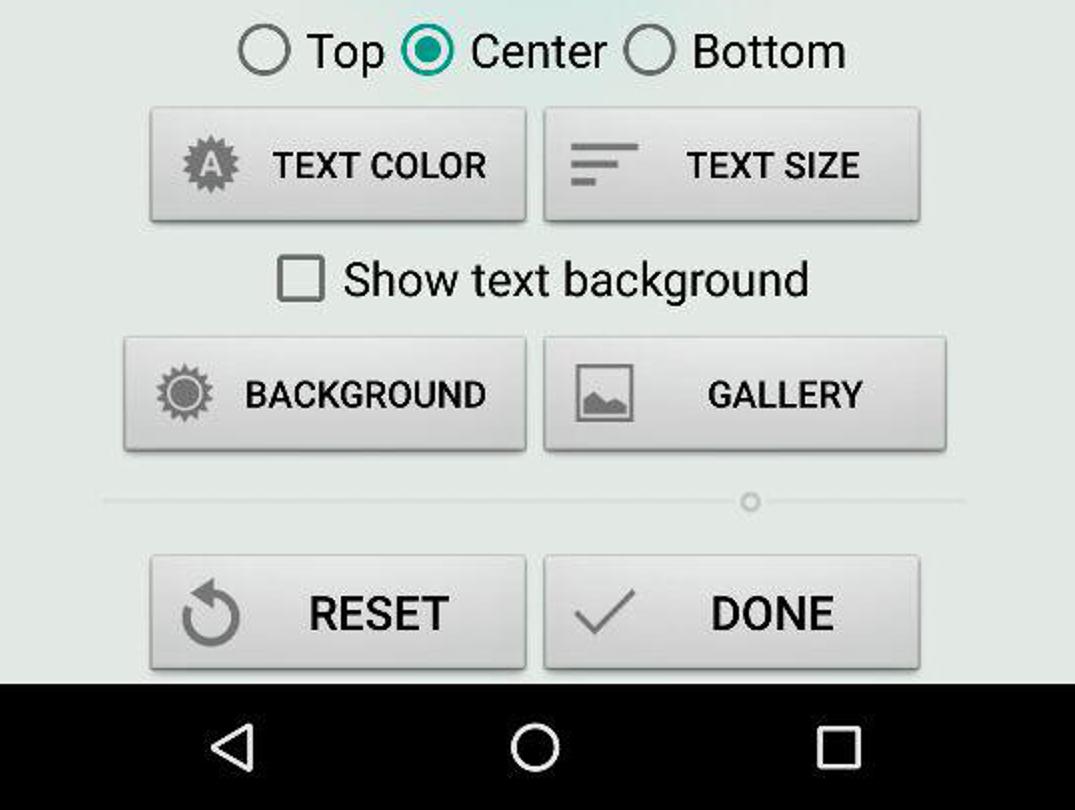 Top Center Bottom
TEXT COLOR TEXT SIZE
Show text background
BACKGROUND GALLERY
RESET DONE